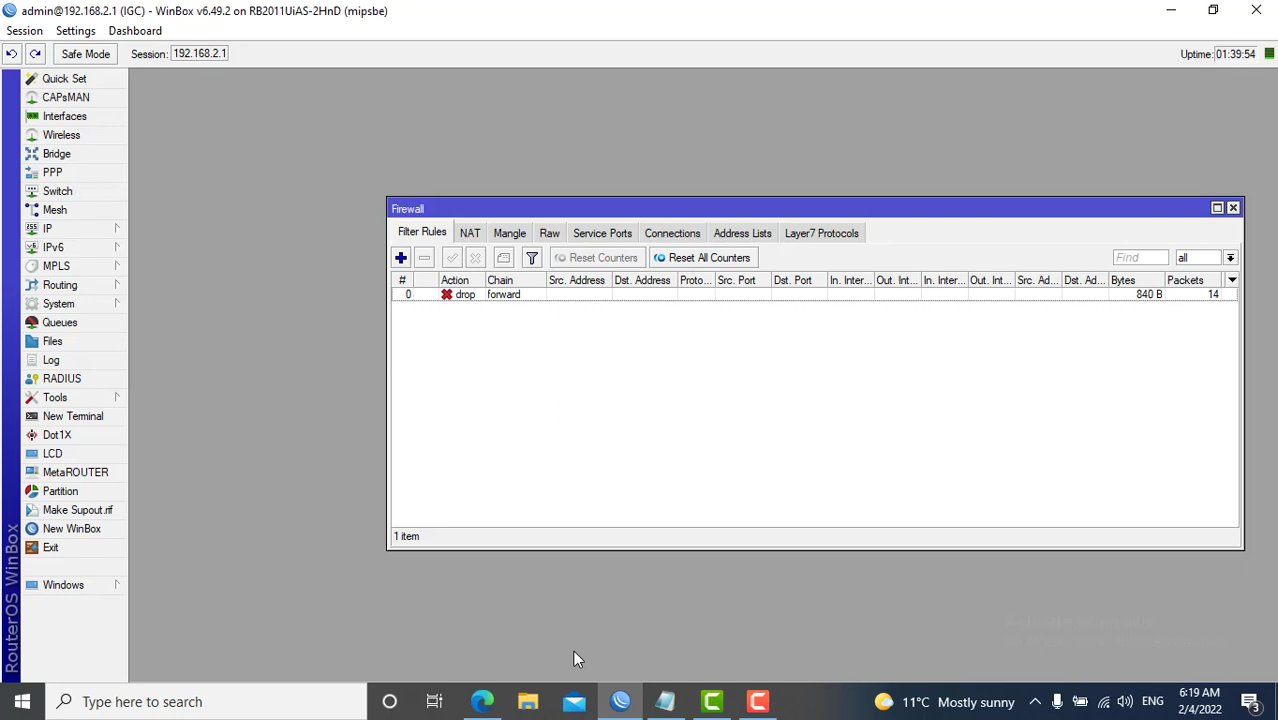 admin@192.168.2.1 (IGC) - WinBox v6.49.2 on RB2011UiAS-2HnD (mipsbe)
Session Settings Dashboard
Safe Mode Session: 192.168.2.1 Uptime: 01:39:54
Quick Set
CAPsMAN
Interfaces
Wireless
Bridge
PPP
Switch
Mesh
IP
IPv6
MPLS
Routing
System
Queues
Files
Log
RADIUS
Tools
New Terminal
Dot1X
LCD
MetaROUTER
Partition
Make Supout.rif
New WinBox
Exit
Windows
RouterOS WinBox
Firewall
Filter Rules NAT Mangle Raw Service Ports Connections Address Lists Layer7 Protocols
Reset Counters Reset All Counters Find all
# Action Chain Src. Address Dst. Address Proto... Src. Port Dst. Port In. Inter... Out. Int... In. Inter... Out. Int... Src. Ad... Dst. Ad... Bytes Packets
0 drop forward 840 B 14
1 item
Type here to search
11°C Mostly sunny
ENG
6:19 AM
2/4/2022
3